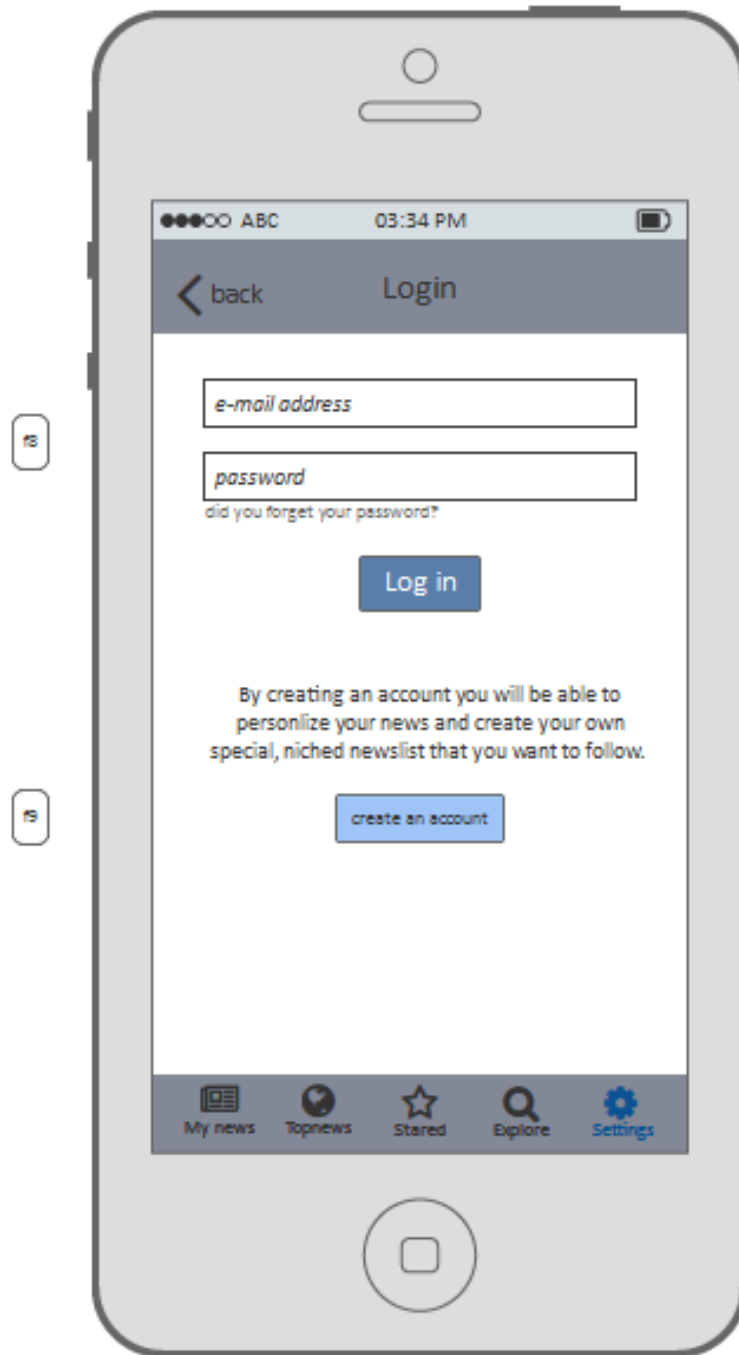 ABC 03:34 PM
back Login
e-mail address
f8
password
did you forget your password?
Log in
By creating an account you will be able to
personlize your news and create your own
special, niched newslist that you want to follow.
f9
create an account
My news Topnews Stared Explore Settings